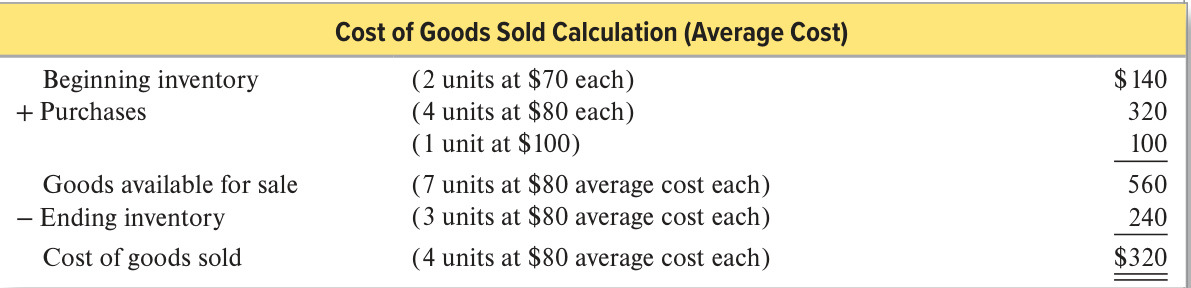 Cost of Goods Sold Calculation (Average Cost)
Beginning inventory (2 units at $70 each) $140
+ Purchases (4 units at $80 each) 320
(1 unit at $100) 100
Goods available for sale (7 units at $80 average cost each) 560
− Ending inventory (3 units at $80 average cost each) 240
Cost of goods sold (4 units at $80 average cost each) $320